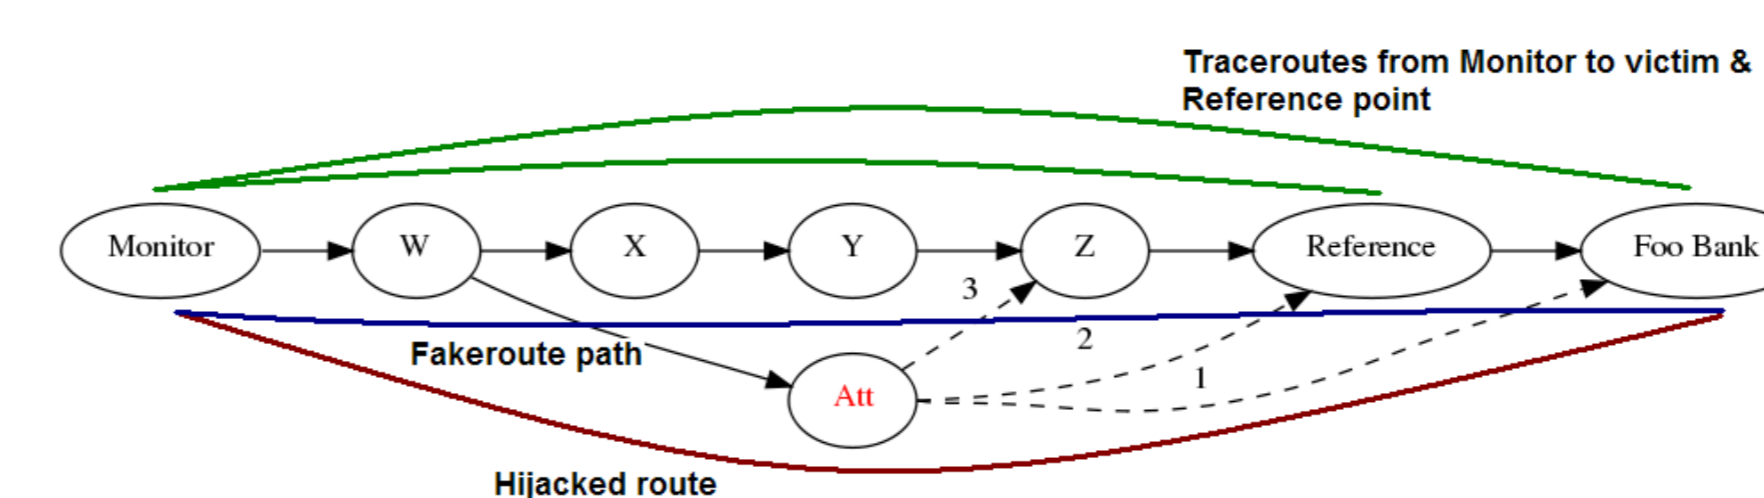 Traceroutes from Monitor to victim &
Reference point
Monitor
W
X
Y
Z
Reference
Foo Bank
3
2
Fakeroute path
1
Att
Hijacked route